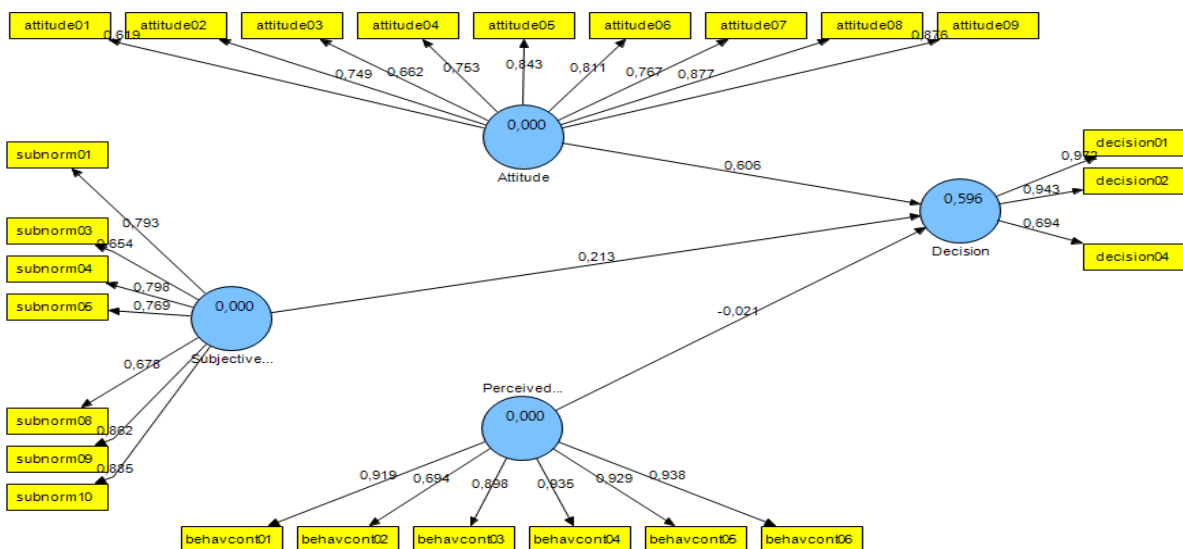 attitude01 attitude02 attitude03 attitude04 attitude05 attitude06 attitude07 attitude08 attitude09
0,619 0,749 0,662 0,753 0,843 0,811 0,767 0,877 0,876
0,000
Attitude
subnorm01
subnorm03
subnorm04
subnorm05
subnorm08
subnorm09
subnorm10
0,793
0,654
0,798
0,769
0,678
0,862
0,885
0,000
Subjective...
0,606
0,213
-0,021
0,596
Decision
0,972
0,943
0,694
decision01
decision02
decision04
Perceived...
0,000
0,919 0,694 0,898 0,935 0,929 0,938
behavcont01 behavcont02 behavcont03 behavcont04 behavcont05 behavcont06